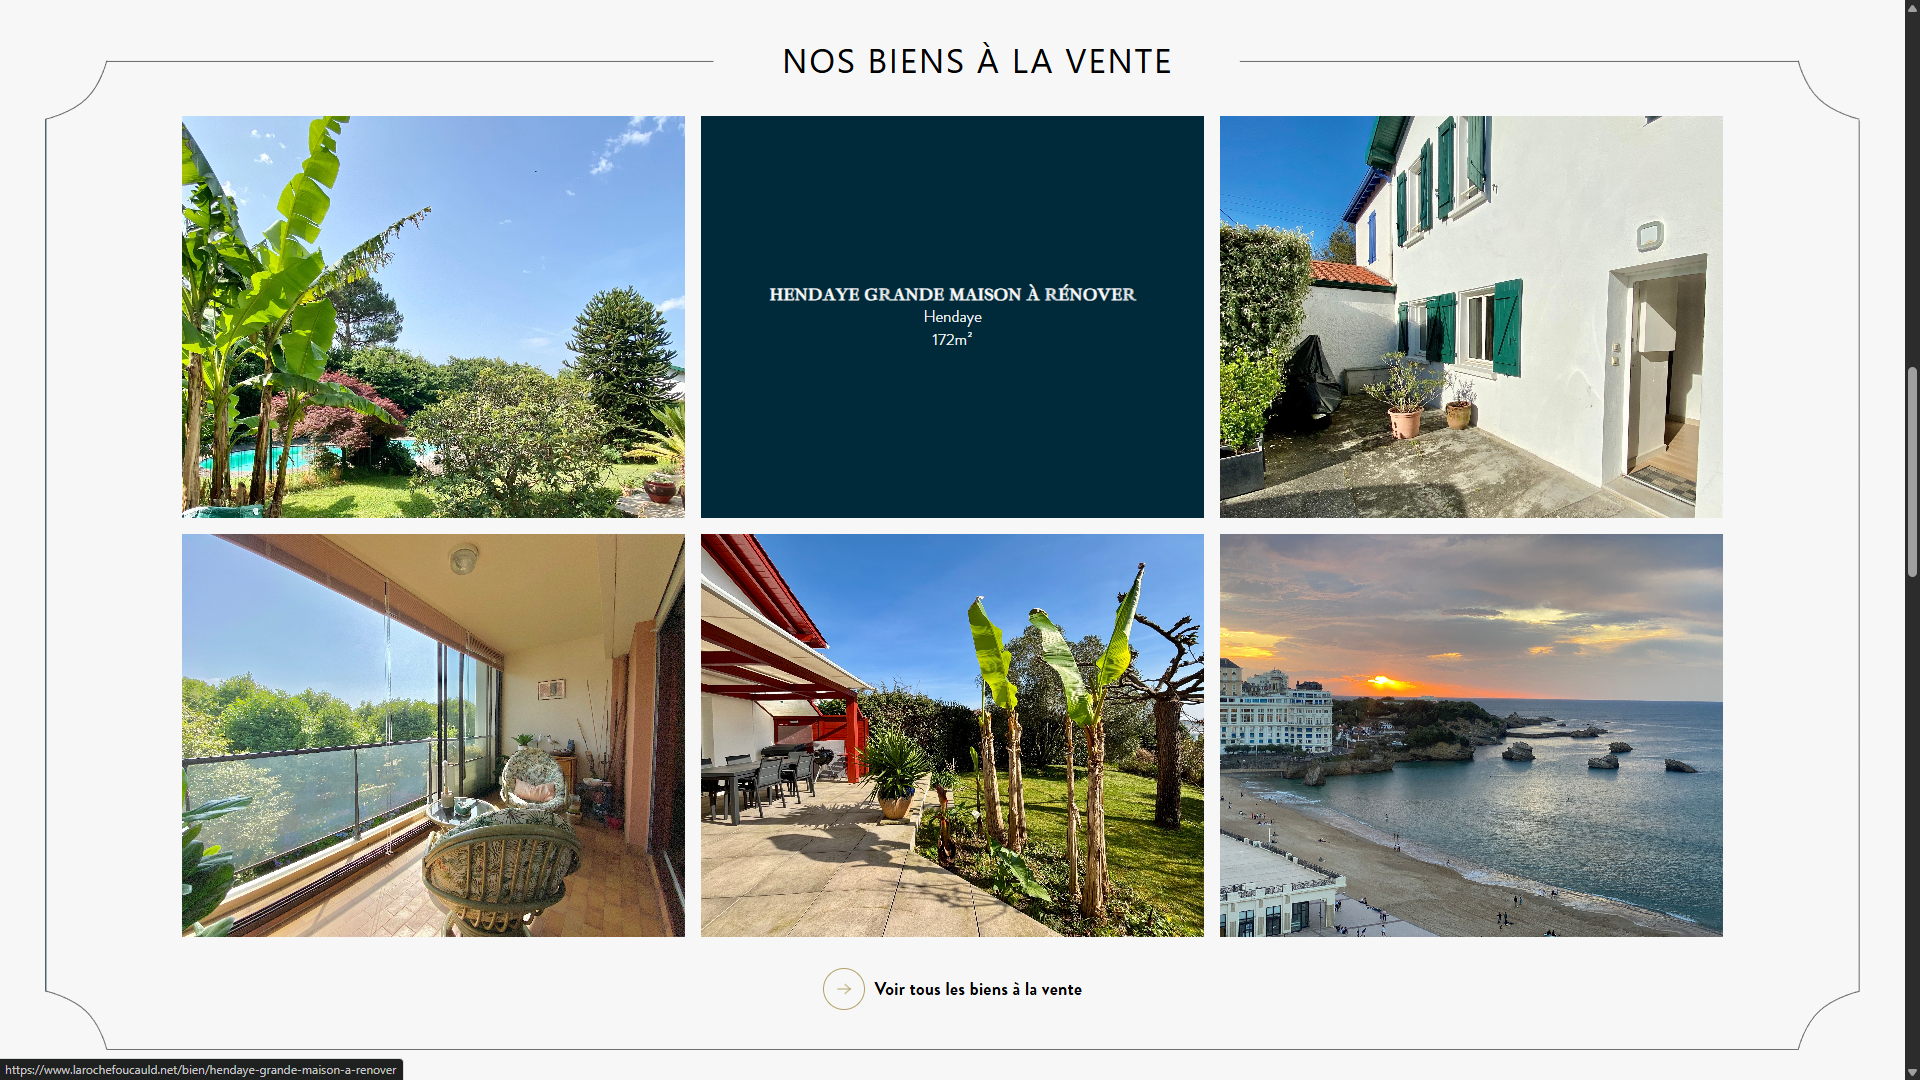 NOS BIENS À LA VENTE
HENDAYE GRANDE MAISON À RÉNOVER
Hendaye
172m²
Voir tous les biens à la vente
https://www.larochefoucauld.net/bien/hendaye-grande-maison-a-renover